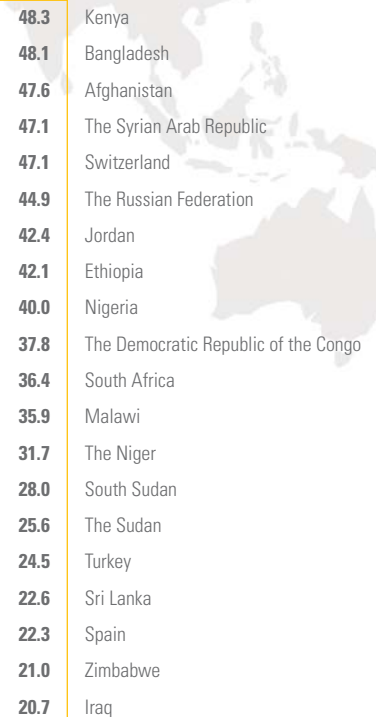 48.3 Kenya
48.1 Bangladesh
47.6 Afghanistan
47.1 The Syrian Arab Republic
47.1 Switzerland
44.9 The Russian Federation
42.4 Jordan
42.1 Ethiopia
40.0 Nigeria
37.8 The Democratic Republic of the Congo
36.4 South Africa
35.9 Malawi
31.7 The Niger
28.0 South Sudan
25.6 The Sudan
24.5 Turkey
22.6 Sri Lanka
22.3 Spain
21.0 Zimbabwe
20.7 Iraq